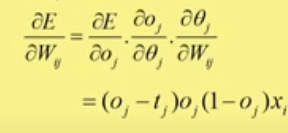 ∂E/∂W_ij = ∂E/∂o_j · ∂o_j/∂θ_j · ∂θ_j/∂W_ij
= (o_j − t_j)o_j(1−o_j)x_i